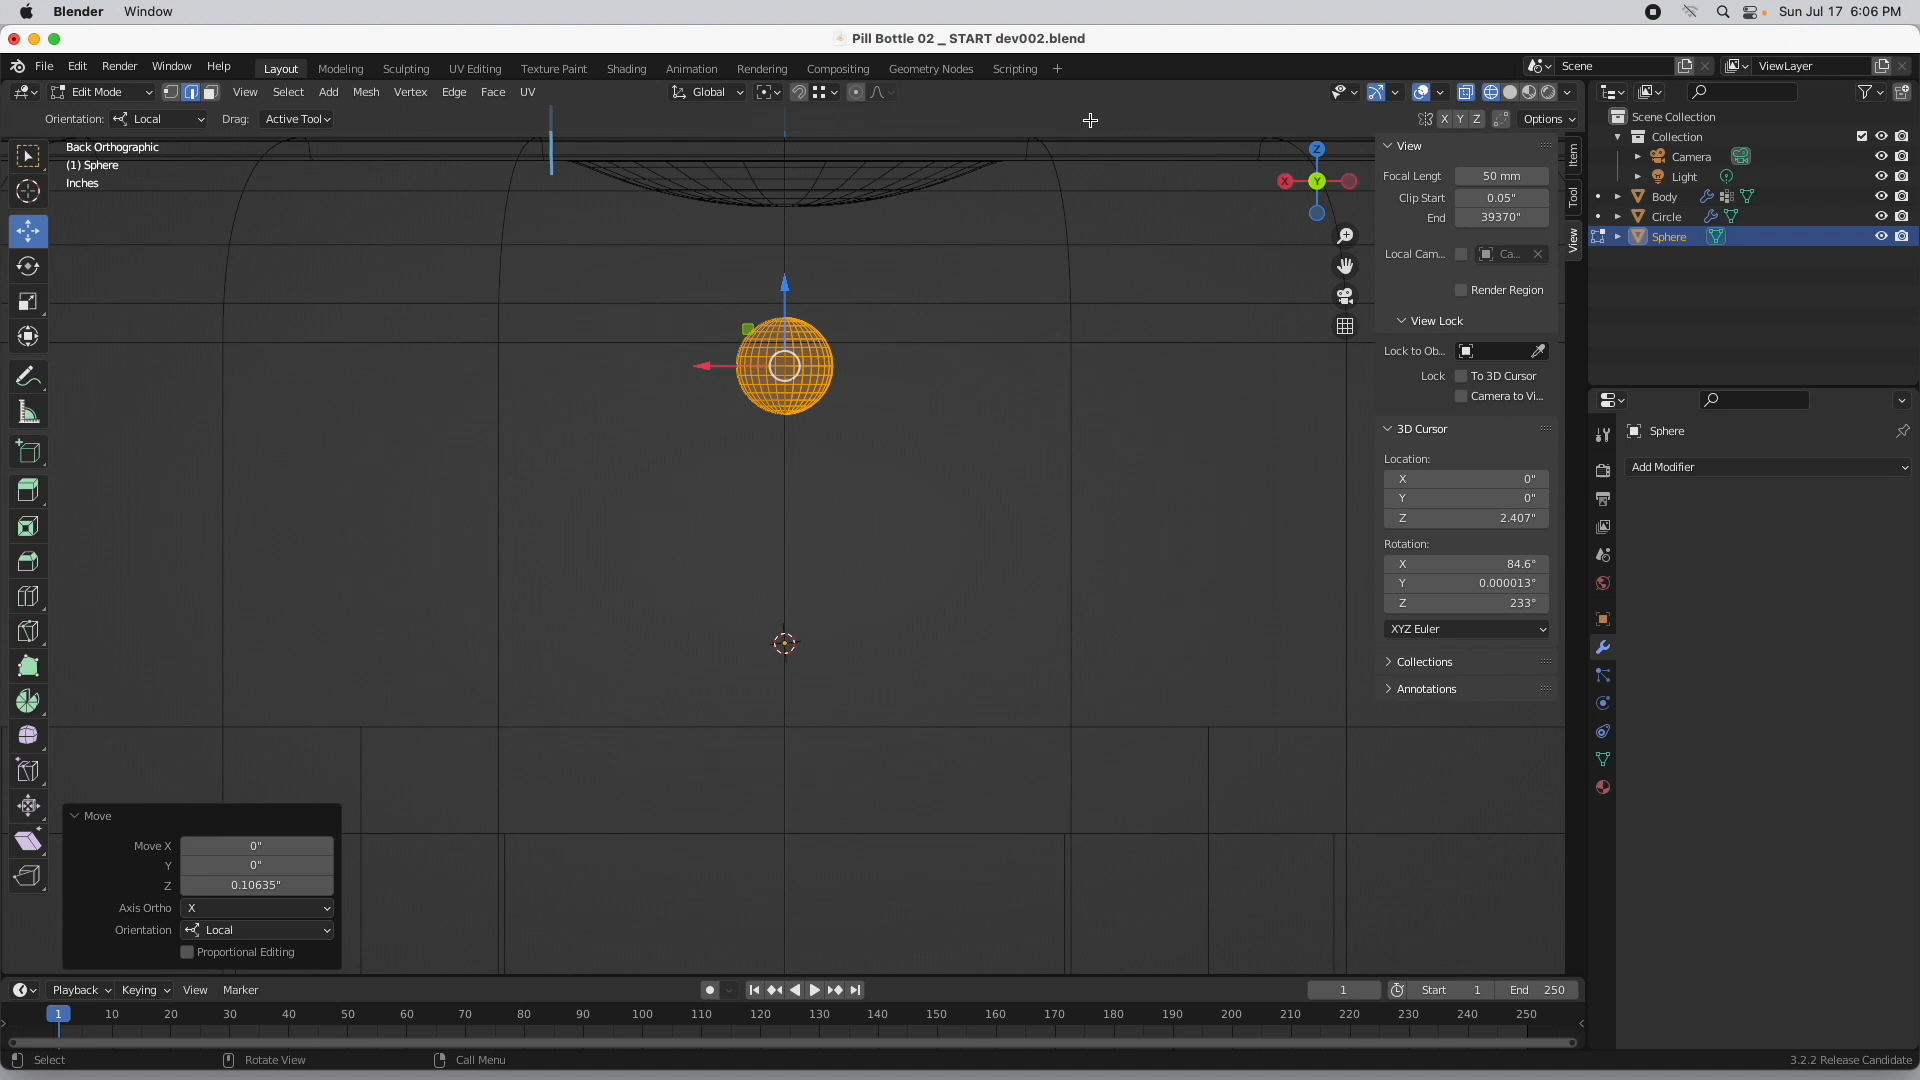 Blender Window Sun Jul 17 6:06 PM
Pill Bottle 02 _ START dev002.blend
File Edit Render Window Help Layout Modeling Sculpting UV Editing Texture Paint Shading Animation Rendering Compositing Geometry Nodes Scripting + Scene ViewLayer
Edit Mode View Select Add Mesh Vertex Edge Face UV Global
Orientation: Local Drag: Active Tool X Y Z Options
Back Orthographic
(1) Sphere
Inches
Z
X
Y
View
Focal Lengt 50 mm
Clip Start 0.05"
End 39370"
Local Cam... Ca...
Render Region
View Lock
Lock to Ob...
Lock To 3D Cursor
Camera to Vi...
3D Cursor
Location:
X 0"
Y 0"
Z 2.407"
Rotation:
X 84.6°
Y 0.000013°
Z 233°
XYZ Euler
Collections
Annotations
Item
Tool
View
Scene Collection
Collection
Camera
Light
Body
Circle
Sphere
Sphere
Add Modifier
Move
Move X 0"
Y 0"
Z 0.10635"
Axis Ortho X
Orientation Local
Proportional Editing
Playback Keying View Marker 1 Start 1 End 250
1 10 20 30 40 50 60 70 80 90 100 110 120 130 140 150 160 170 180 190 200 210 220 230 240 250
Select Rotate View Call Menu 3.2.2 Release Candidate